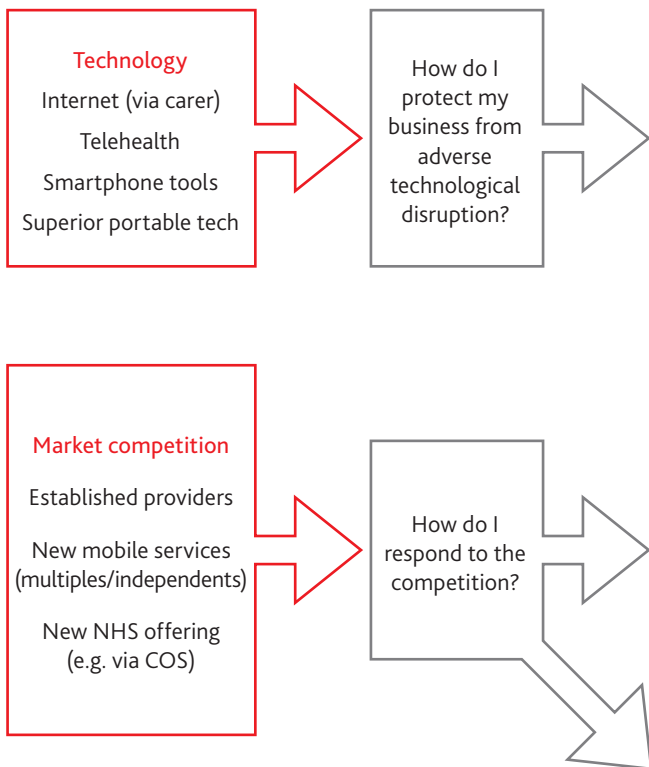 Technology
Internet (via carer)
Telehealth
Smartphone tools
Superior portable tech
How do I
protect my
business from
adverse
technological
disruption?
Market competition
Established providers
New mobile services
(multiples/independents)
New NHS offering
(e.g. via COS)
How do I
respond to the
competition?